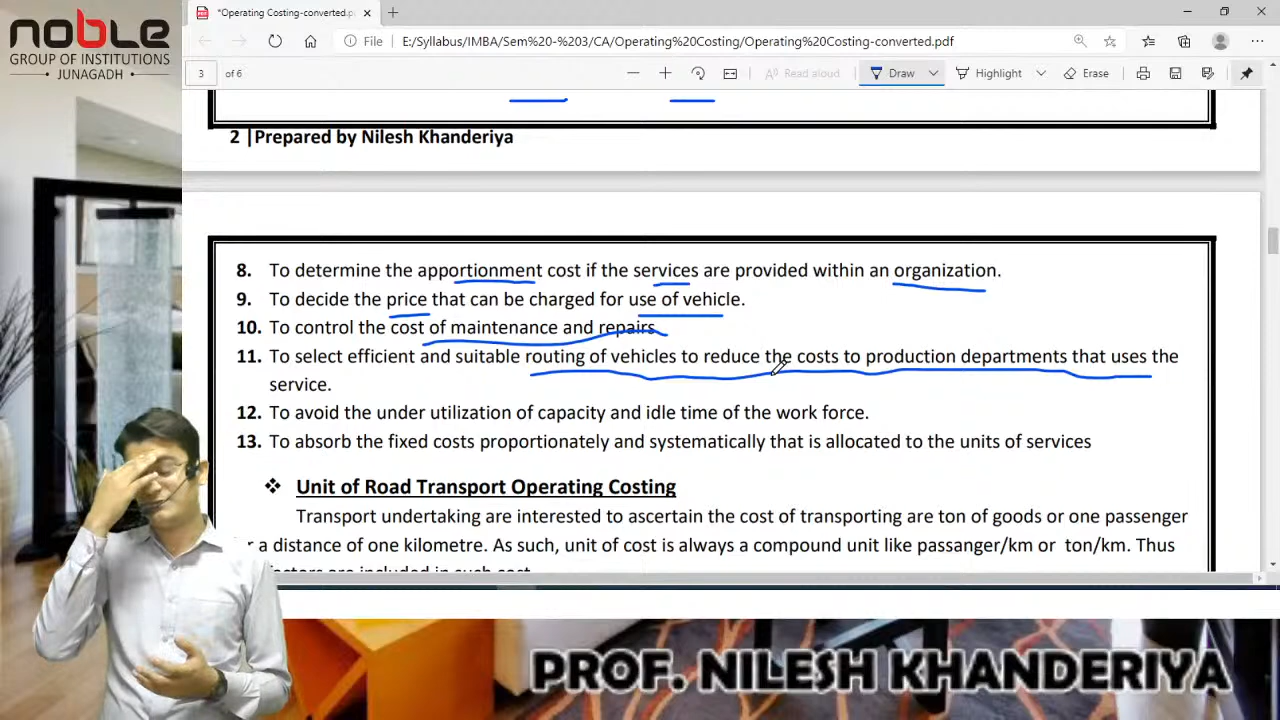 noble
GROUP OF INSTITUTIONS
JUNAGADH
*Operating Costing-converted.p
File
E:/Syllabus/IMBA/Sem%20-%203/CA/Operating%20Costing/Operating%20Costing-converted.pdf
3 of 6
Read aloud
Draw
Highlight
Erase
2 |Prepared by Nilesh Khanderiya
8. To determine the apportionment cost if the services are provided within an organization.
9. To decide the price that can be charged for use of vehicle.
10. To control the cost of maintenance and repairs.
11. To select efficient and suitable routing of vehicles to reduce the costs to production departments that uses the
service.
12. To avoid the under utilization of capacity and idle time of the work force.
13. To absorb the fixed costs proportionately and systematically that is allocated to the units of services
❖ Unit of Road Transport Operating Costing
Transport undertaking are interested to ascertain the cost of transporting are ton of goods or one passenger
a distance of one kilometre. As such, unit of cost is always a compound unit like passanger/km or ton/km. Thus
are included in such cost
PROF. NILESH KHANDERIYA